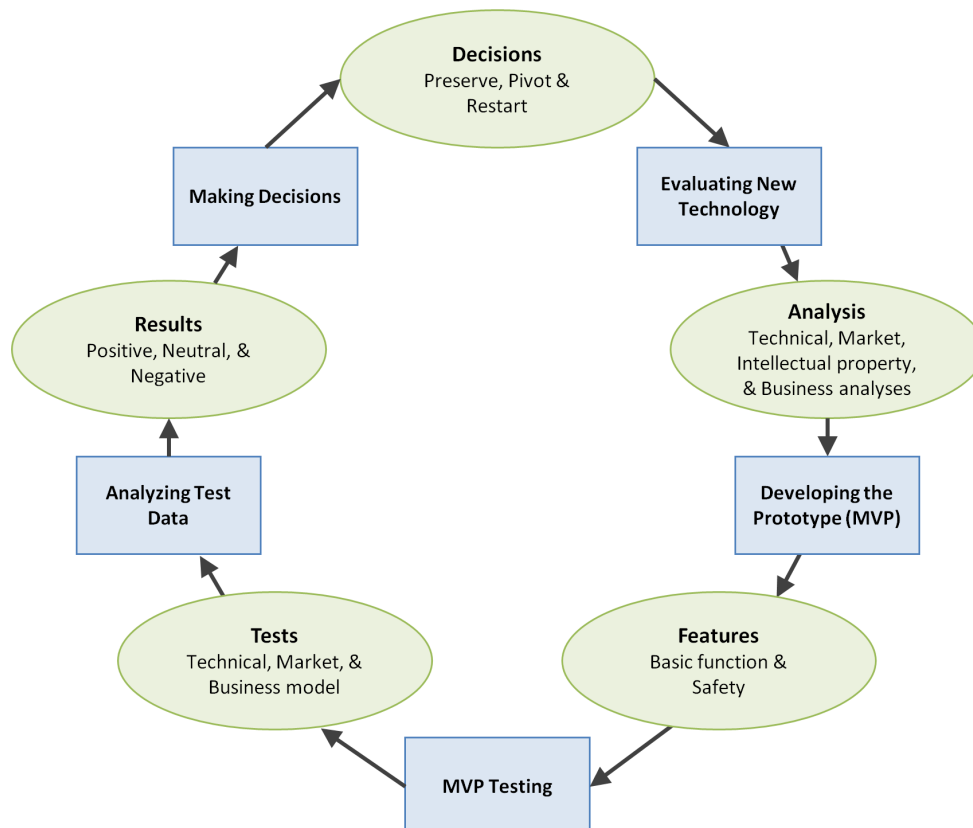 Decisions
Preserve, Pivot &
Restart
Making Decisions
Evaluating New
Technology
Results
Positive, Neutral, &
Negative
Analysis
Technical, Market,
Intellectual property,
& Business analyses
Analyzing Test
Data
Developing the
Prototype (MVP)
Tests
Technical, Market, &
Business model
Features
Basic function &
Safety
MVP Testing